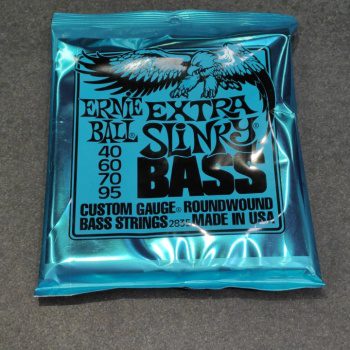 ERNIE BALL®
EXTRA SLINKY®
BASS
40
60
70
95
CUSTOM GAUGE® ROUNDWOUND
BASS STRINGS 2835 MADE IN USA